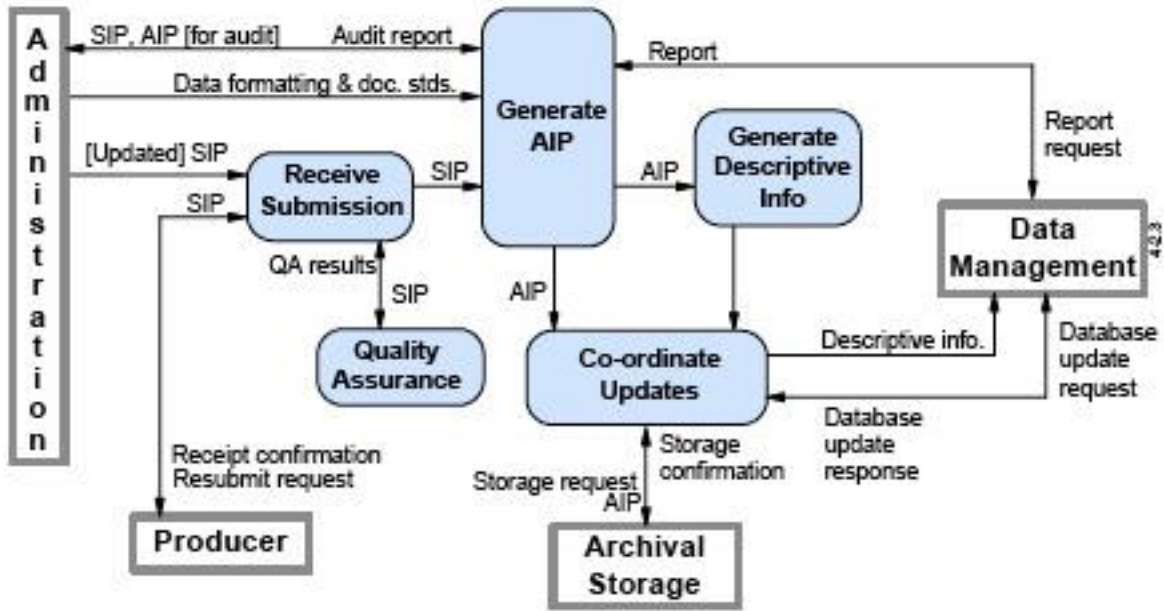 Administration
SIP, AIP [for audit]
Audit report
Data formatting & doc. stds.
[Updated] SIP
SIP
Receive
Submission
SIP
Generate
AIP
Report
Report
request
AIP
Generate
Descriptive
Info
Data
Management
4-2.3
QA results
SIP
Quality
Assurance
AIP
Co-ordinate
Updates
Descriptive info.
Database
update
request
Database
update
response
Receipt confirmation
Resubmit request
Producer
Storage
confirmation
Storage request
AIP
Archival
Storage